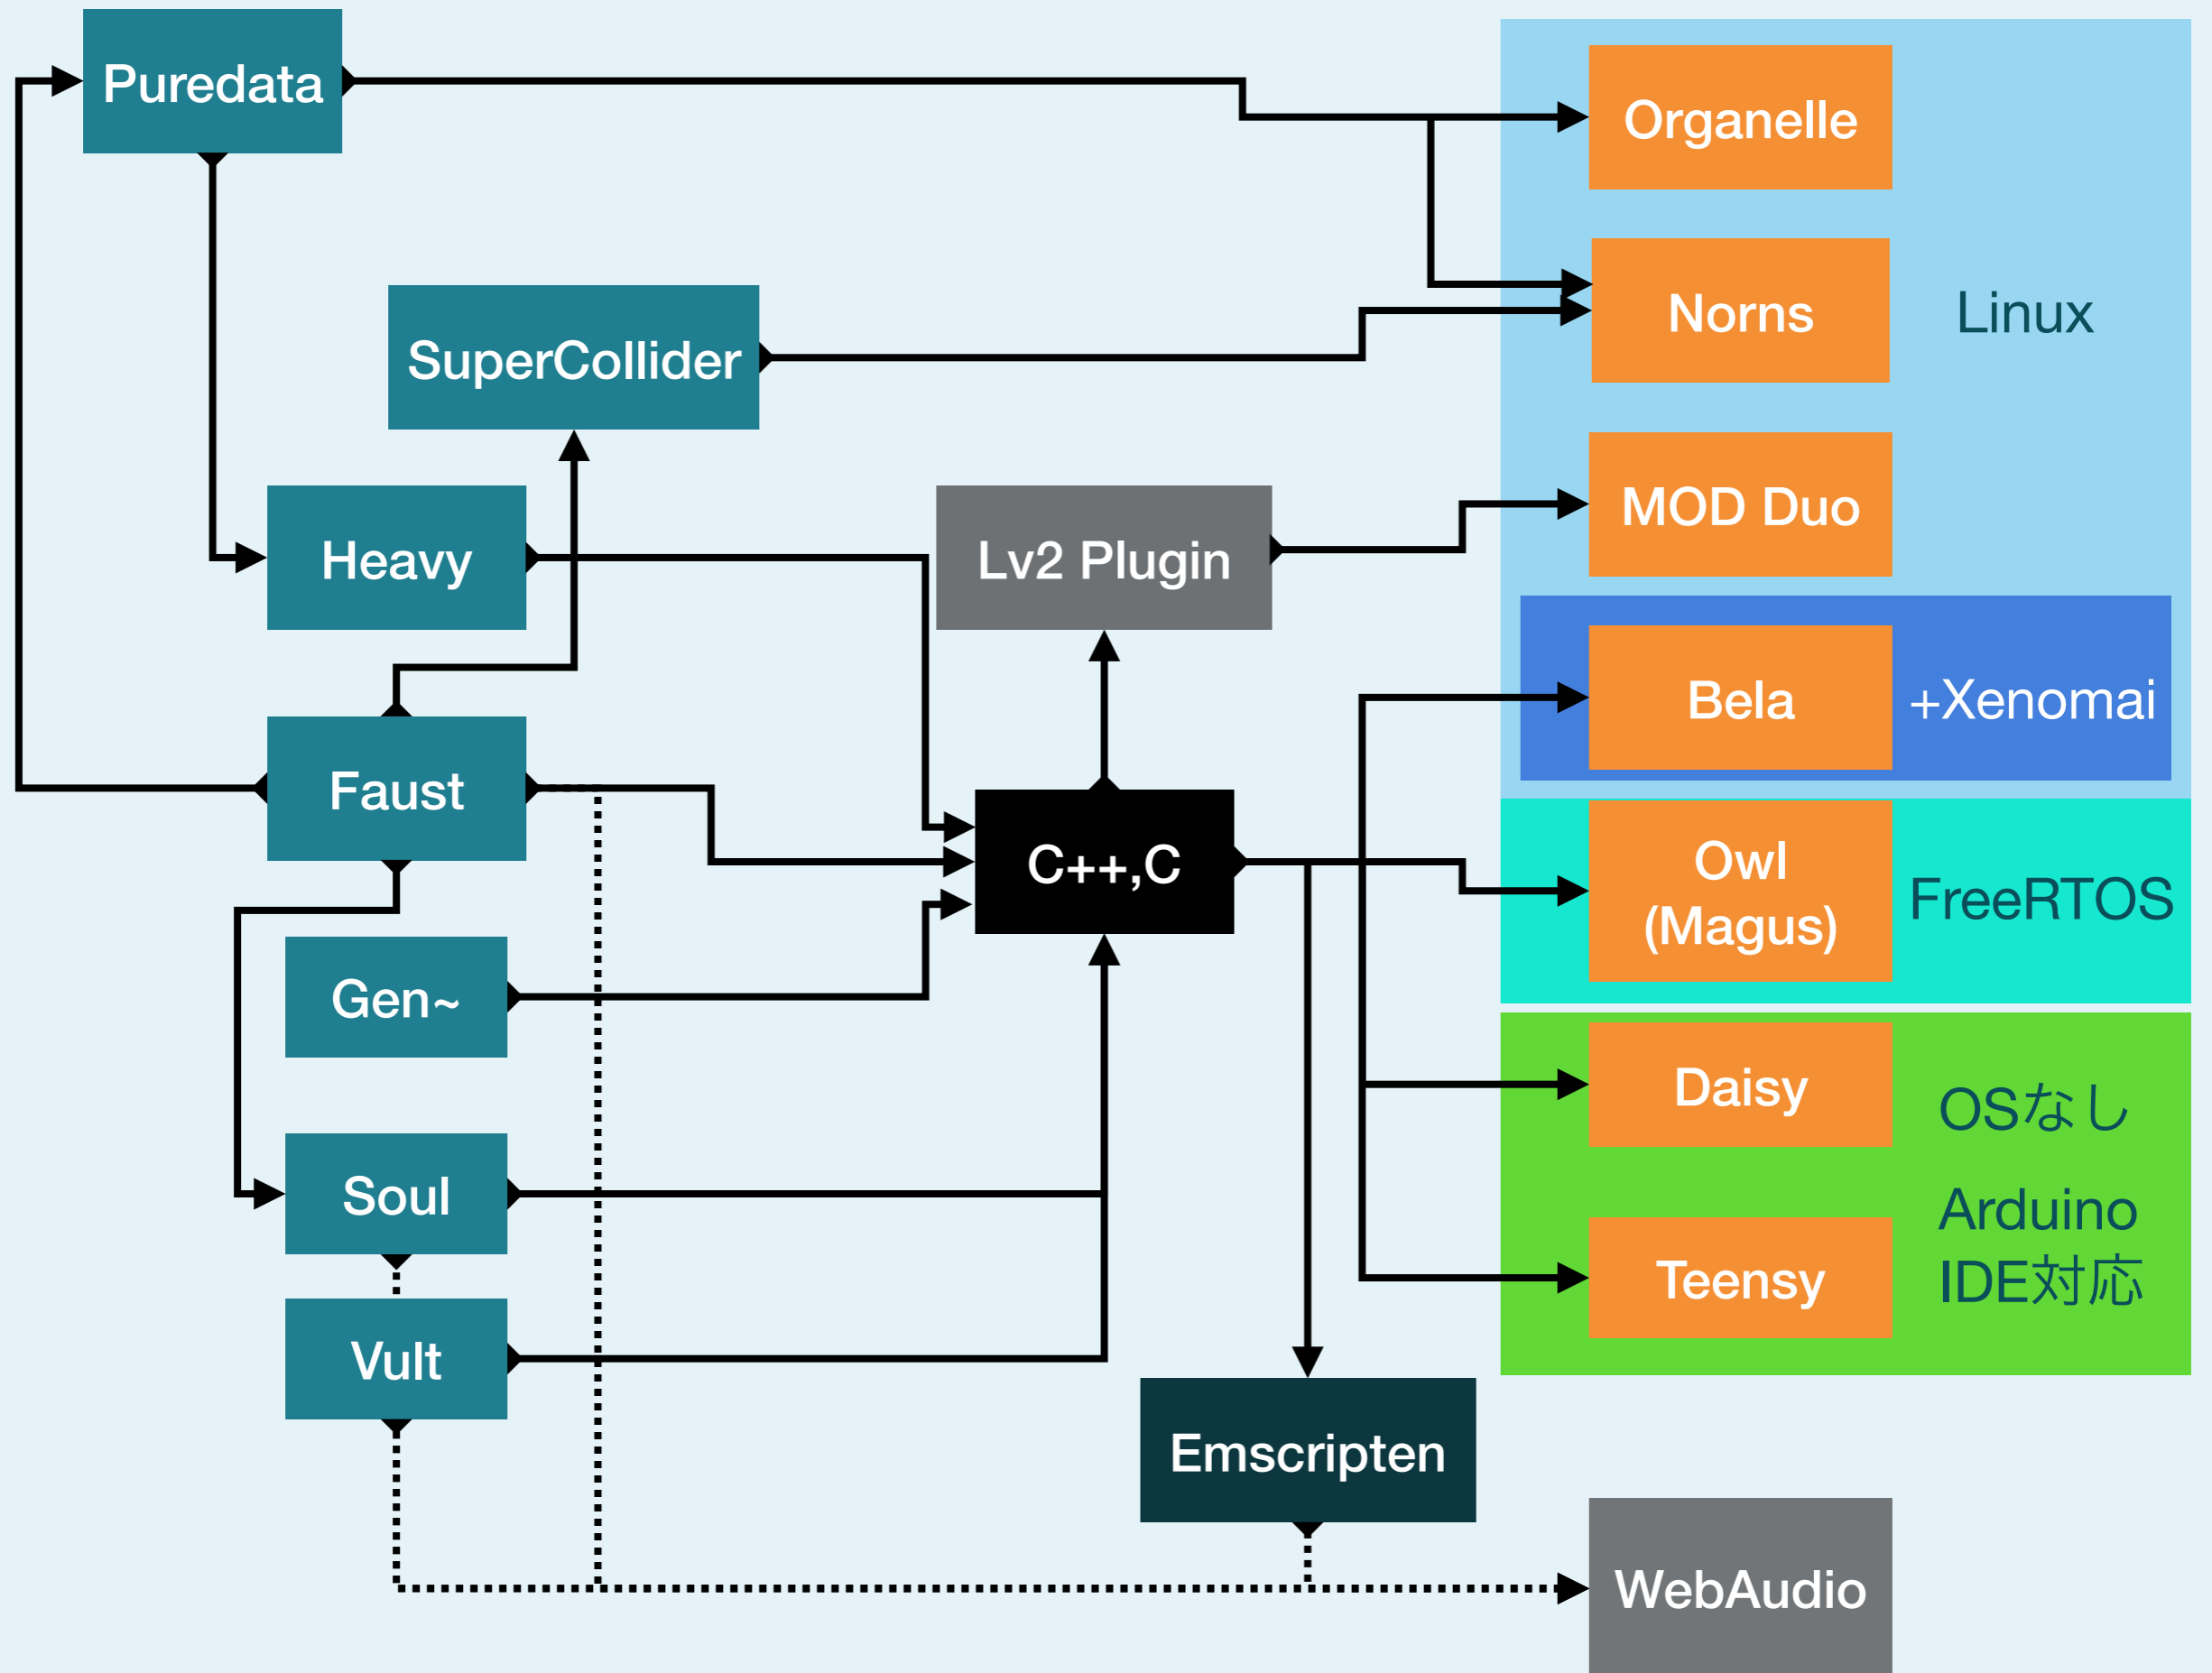 Puredata
Organelle
Norns
Linux
SuperCollider
MOD Duo
Heavy
Lv2 Plugin
Bela
+Xenomai
Faust
C++,C
Owl
(Magus)
FreeRTOS
Gen~
Daisy
OSなし
Soul
Arduino
IDE対応
Teensy
Vult
Emscripten
WebAudio